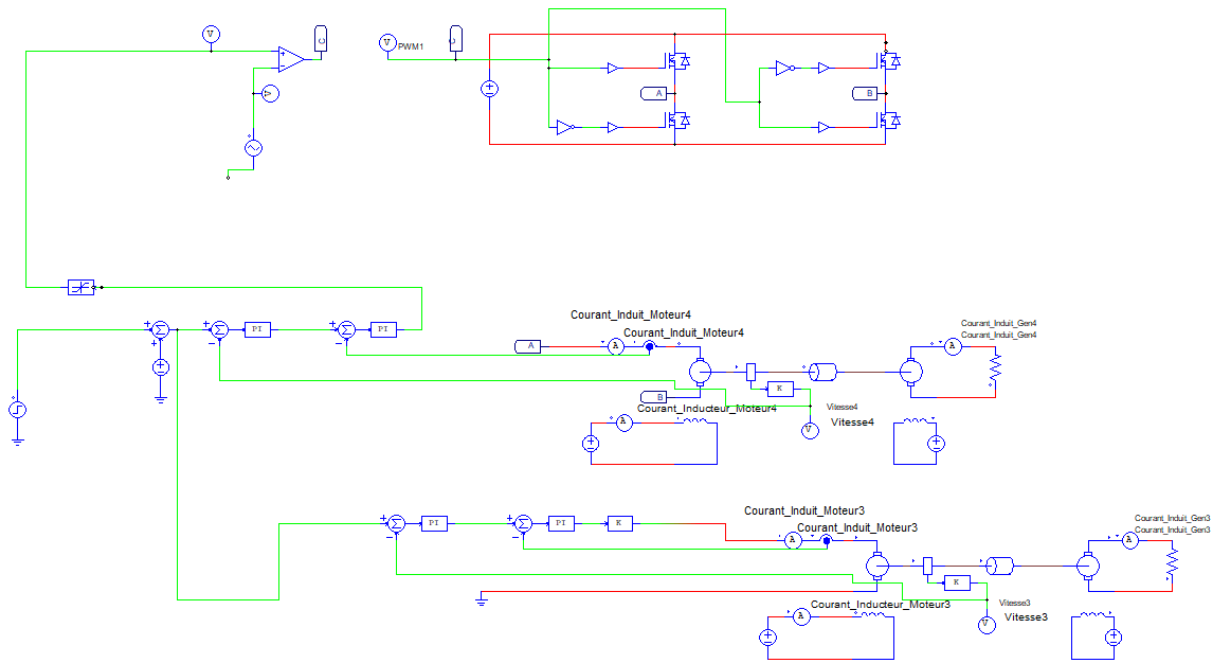 V
C
V
PWM1
C
V
A
B
PI
PI
Courant_Induit_Moteur4
Courant_Induit_Moteur4
A
A
B
K
Courant_Inducteur_Moteur4
A
V
Vitesse4
Vitesse4
Courant_Induit_Gen4
Courant_Induit_Gen4
A
PI
PI
K
Courant_Induit_Moteur3
Courant_Induit_Moteur3
A
K
Courant_Inducteur_Moteur3
A
V
Vitesse3
Vitesse3
Courant_Induit_Gen3
Courant_Induit_Gen3
A